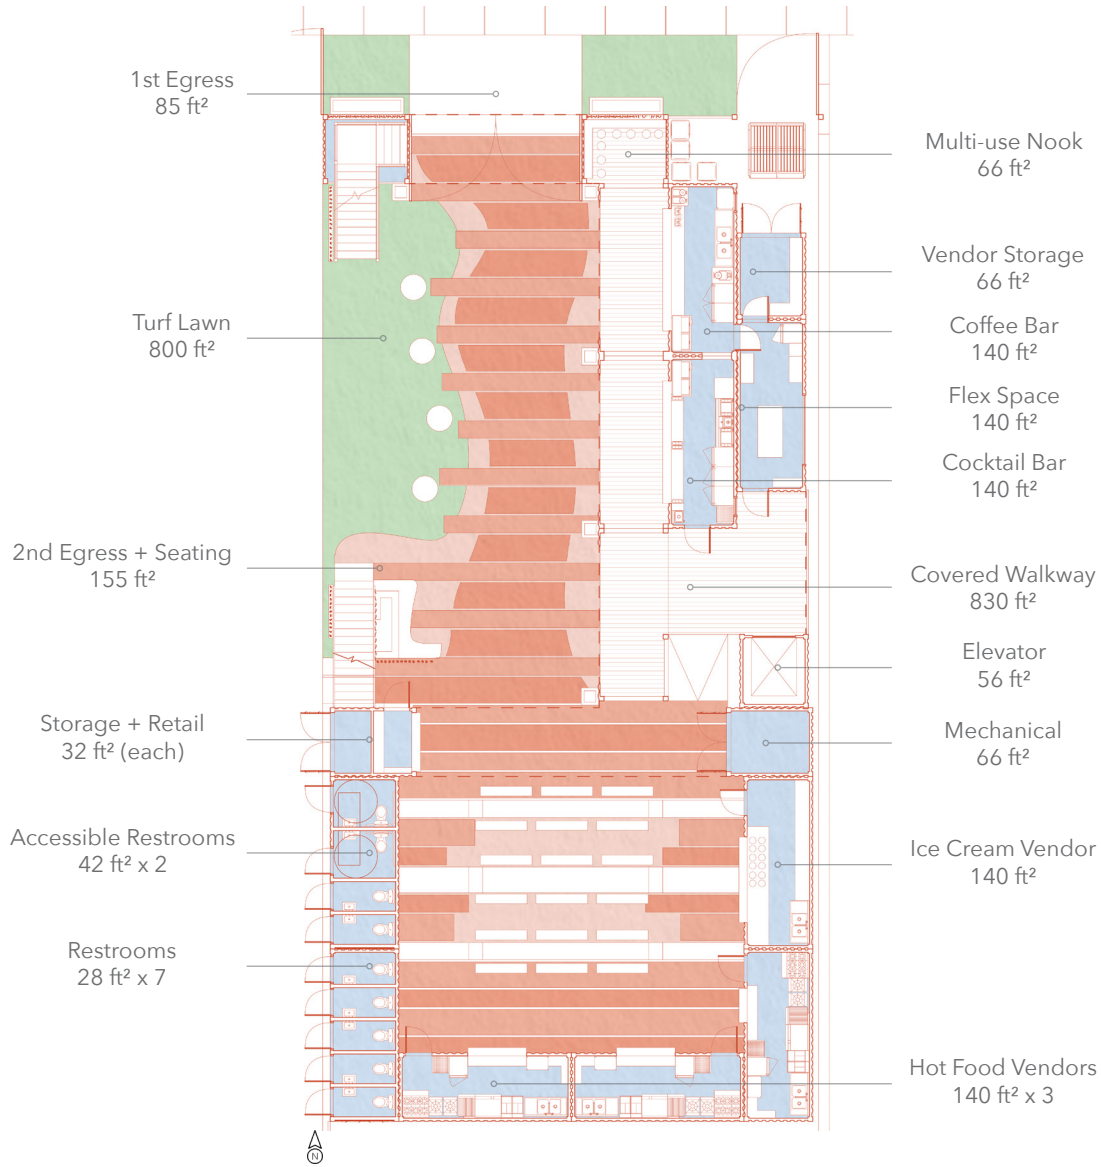 1st Egress
85 ft²
Turf Lawn
800 ft²
2nd Egress + Seating
155 ft²
Storage + Retail
32 ft² (each)
Accessible Restrooms
42 ft² x 2
Restrooms
28 ft² x 7
Multi-use Nook
66 ft²
Vendor Storage
66 ft²
Coffee Bar
140 ft²
Flex Space
140 ft²
Cocktail Bar
140 ft²
Covered Walkway
830 ft²
Elevator
56 ft²
Mechanical
66 ft²
Ice Cream Vendor
140 ft²
Hot Food Vendors
140 ft² x 3
N